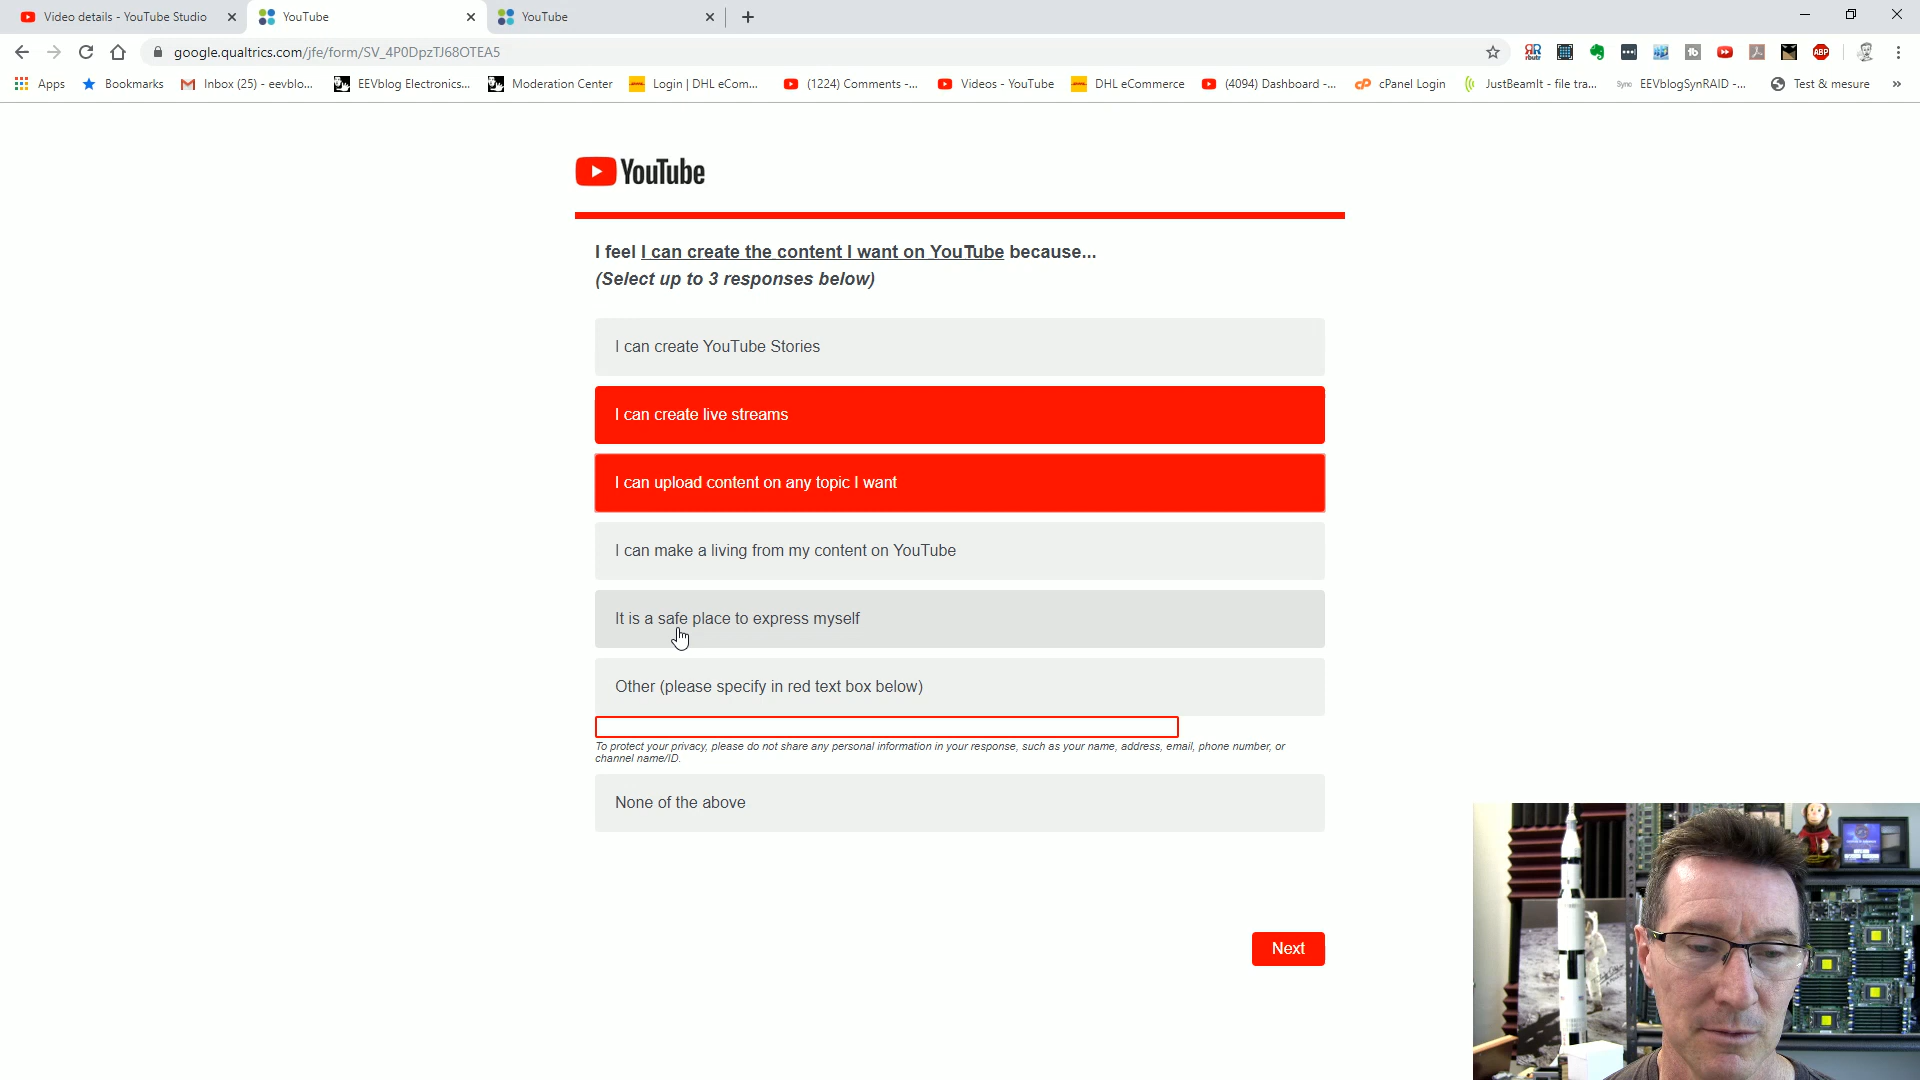 Video details - YouTube Studio
YouTube
YouTube
google.qualtrics.com/jfe/form/SV_4P0DpzTJ68OTEA5
Apps
Bookmarks
Inbox (25) - eevblo...
EEVblog Electronics...
Moderation Center
Login | DHL eCom...
(1224) Comments -...
Videos - YouTube
DHL eCommerce
(4094) Dashboard -...
cPanel Login
JustBeamIt - file tra...
EEVblogSynRAID -...
Test & mesure
YouTube
I feel I can create the content I want on YouTube because...
(Select up to 3 responses below)
I can create YouTube Stories
I can create live streams
I can upload content on any topic I want
I can make a living from my content on YouTube
It is a safe place to express myself
Other (please specify in red text box below)
To protect your privacy, please do not share any personal information in your response, such as your name, address, email, phone number, or
channel name/ID.
None of the above
Next